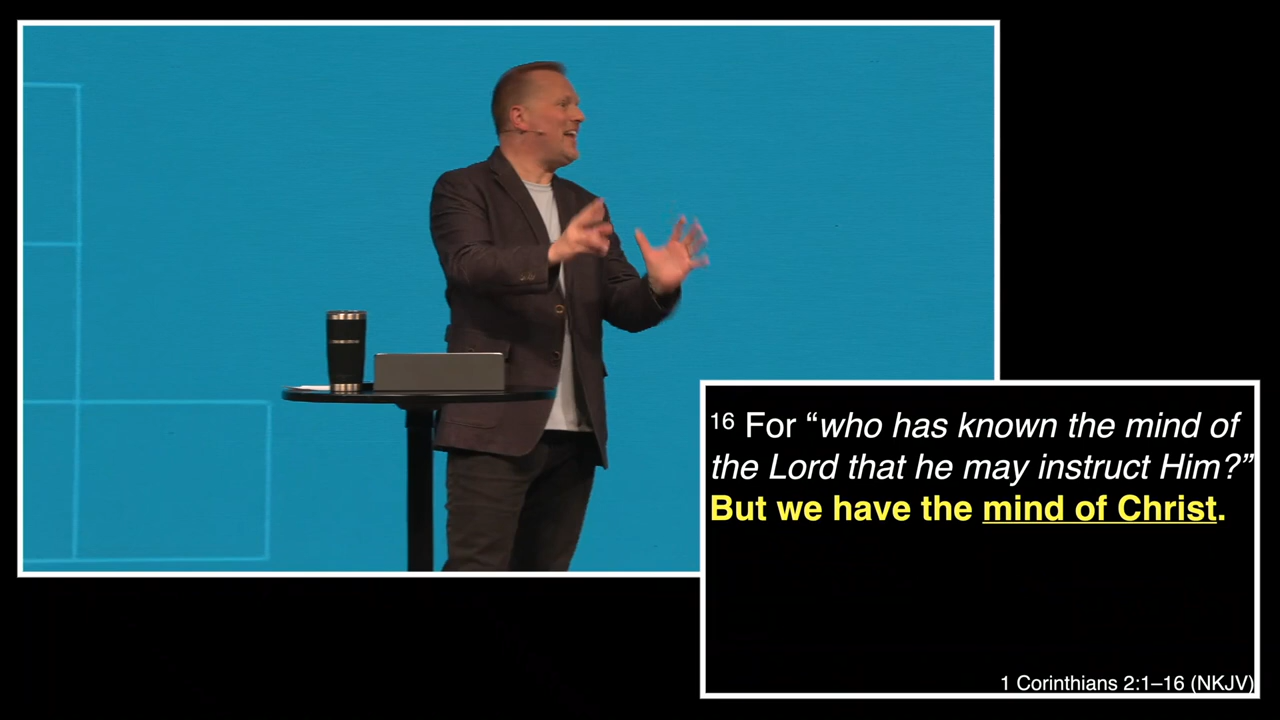 16 For “who has known the mind of
the Lord that he may instruct Him?”
But we have the mind of Christ.
1 Corinthians 2:1–16 (NKJV)